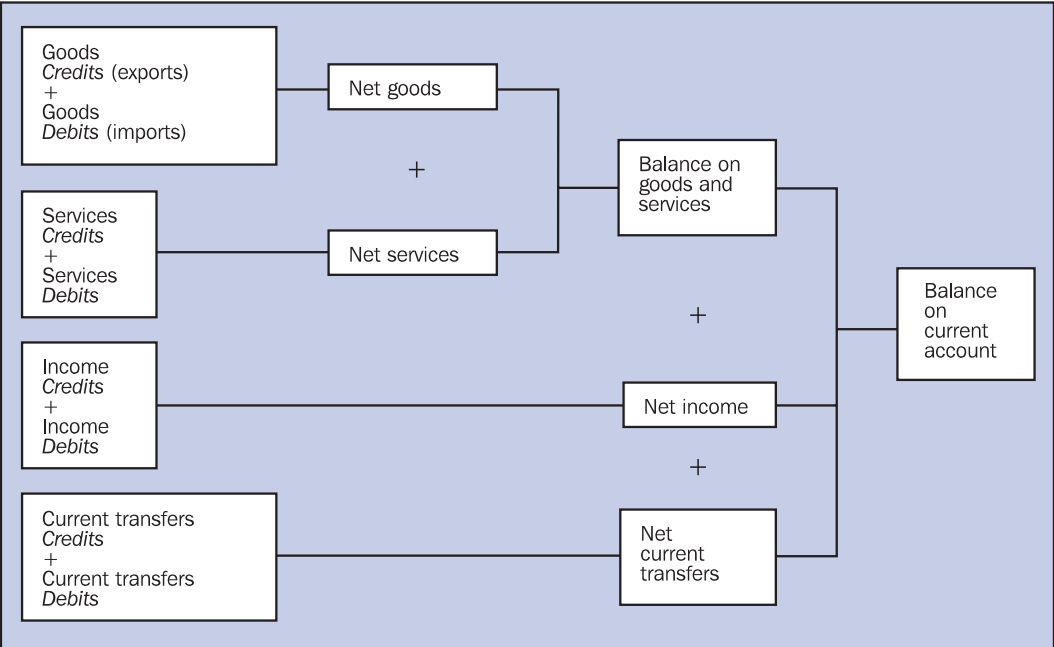 Goods
Credits (exports)
+
Goods
Debits (imports)
Net goods
+
Services
Credits
+
Services
Debits
Net services
Balance on
goods and
services
+
Income
Credits
+
Income
Debits
Net income
+
Current transfers
Credits
+
Current transfers
Debits
Net
current
transfers
Balance
on
current
account